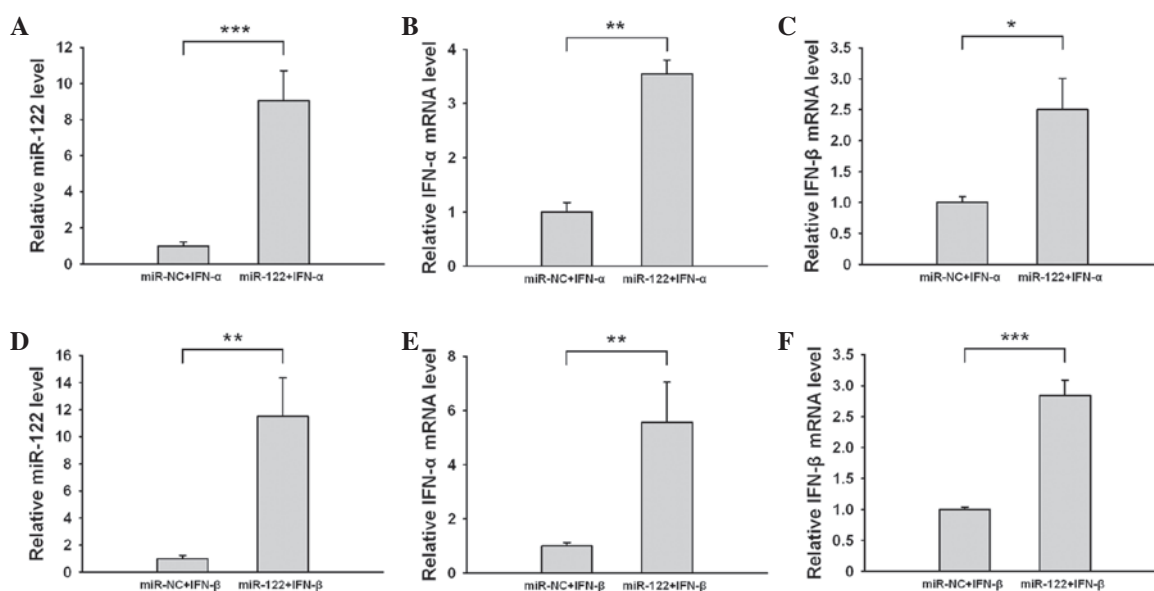 A
***
Relative miR-122 level
12
10
8
6
4
2
0
miR-NC+IFN-α miR-122+IFN-α
B
**
Relative IFN-α mRNA level
4
3
2
1
0
miR-NC+IFN-α miR-122+IFN-α
C
*
Relative IFN-β mRNA level
3.5
3.0
2.5
2.0
1.5
1.0
0.5
0
miR-NC+IFN-α miR-122+IFN-α
D
**
Relative miR-122 level
16
14
12
10
8
6
4
2
0
miR-NC+IFN-β miR-122+IFN-β
E
**
Relative IFN-α mRNA level
8
6
4
2
0
miR-NC+IFN-β miR-122+IFN-β
F
***
Relative IFN-β mRNA level
3.5
3.0
2.5
2.0
1.5
1.0
0.5
0
miR-NC+IFN-β miR-122+IFN-β